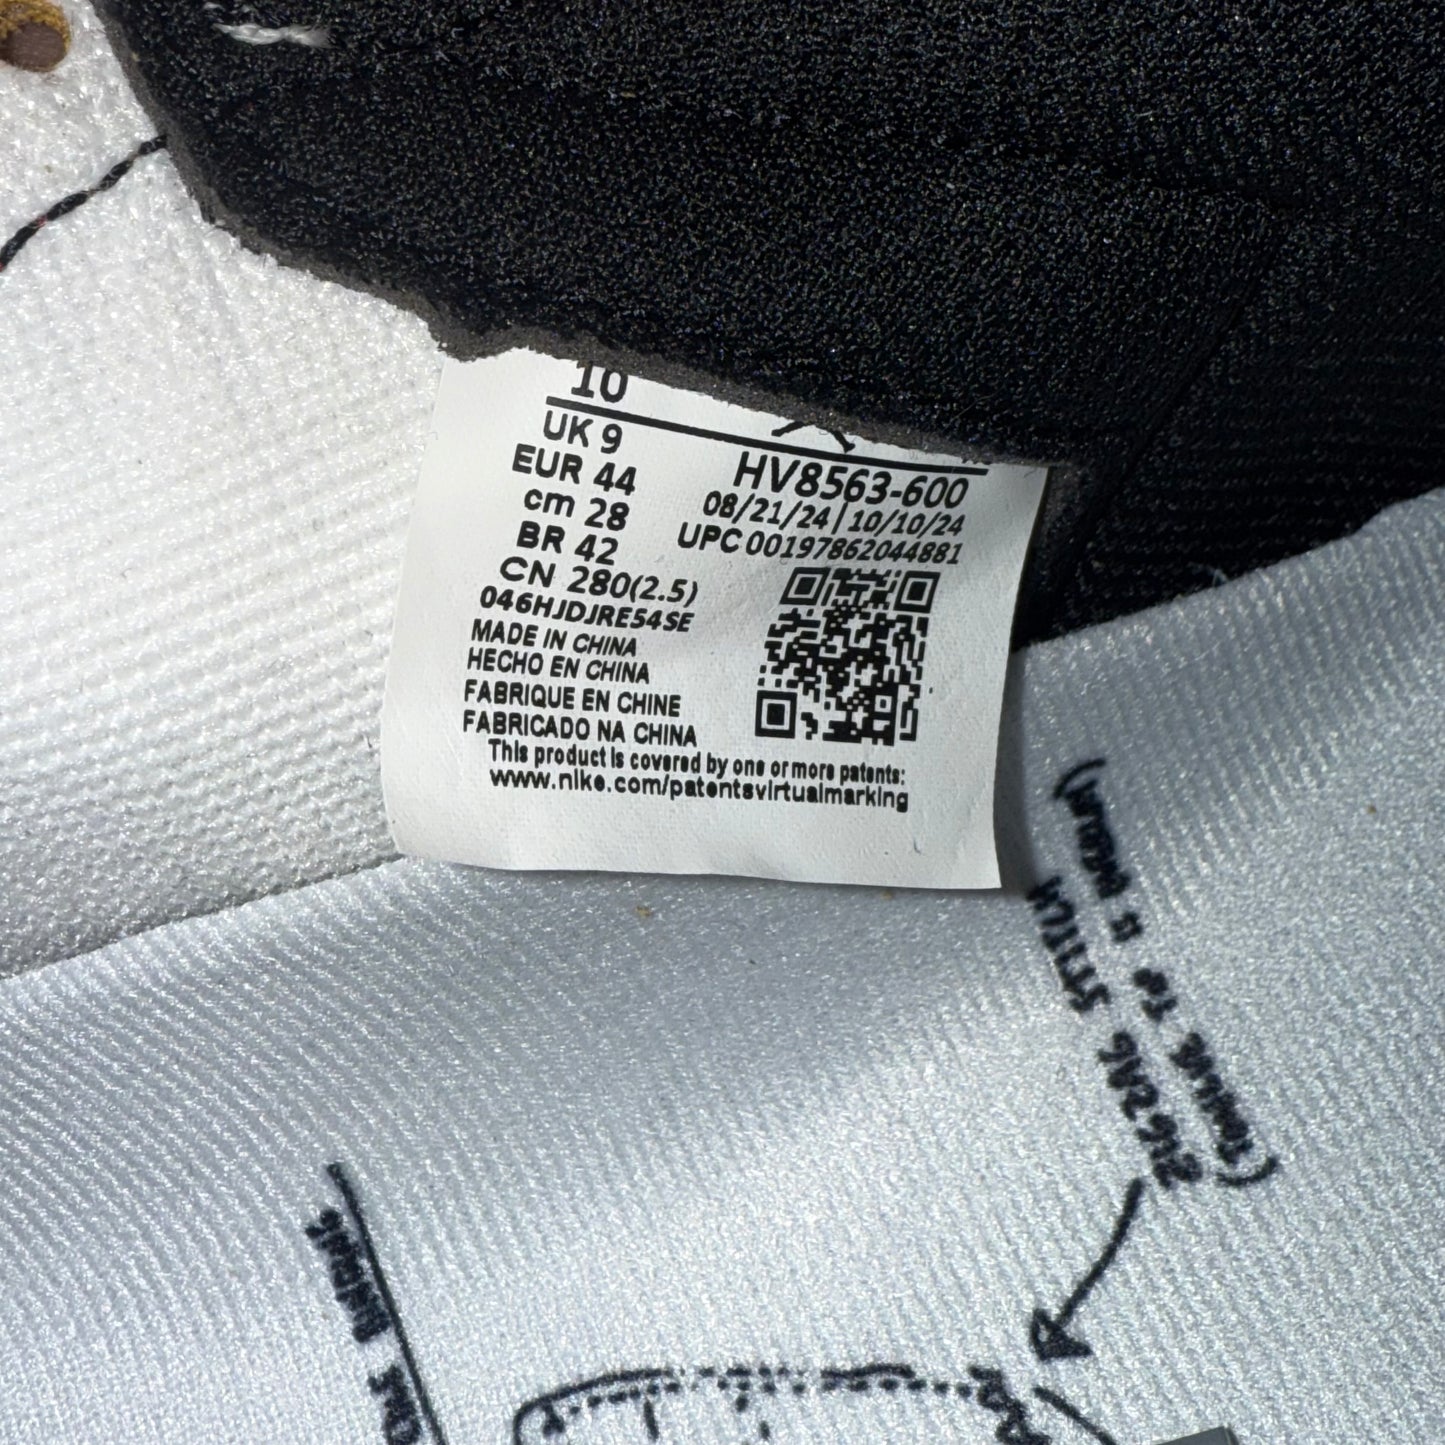 10
UK 9
EUR 44
cm 28
BR 42
CN 280(2.5)
046HJDJRE54SE
MADE IN CHINA
HECHO EN CHINA
FABRIQUE EN CHINE
FABRICADO NA CHINA
HV8563-600
08/21/24 | 10/10/24
UPC 00197862044881
This product is covered by one or more patents:
www.nike.com/patentsvirtualmarking
ZIGZAG STITCH